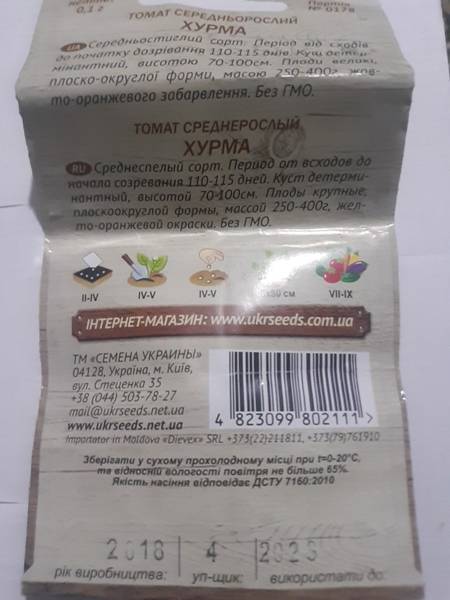 0,1 г
Партія
№ 0178
ТОМАТ СЕРЕДНЬОРОСЛИЙ
ХУРМА
UA Середньостиглий сорт. Період від сходів
до початку дозрівання 110-115 днів. Кущ детер-
мінантний, висотою 70-100см. Плоди великі,
плоско-округлої форми, масою 250-400г, жов-
то-оранжевого забарвлення. Без ГМО.
ТОМАТ СРЕДНЕРОСЛЫЙ
ХУРМА
RU Среднеспелый сорт. Период от всходов до
начала созревания 110-115 дней. Куст детерми-
нантный, высотой 70-100см. Плоды крупные,
плоскоокруглой формы, массой 250-400г, жел-
то-оранжевой окраски. Без ГМО.
II-IV IV-V IV-V см VII-IX
ІНТЕРНЕТ-МАГАЗИН: www.ukrseeds.com.ua
ТМ «СЕМЕНА УКРАИНЫ»
04128, Україна, м. Київ,
вул. Стеценка 35
+38 (044) 503-78-27
mail@ukrseeds.net.ua
www.ukrseeds.net.ua
4 823099 802111 >
Importator in Moldova «Dievex» SRL +373(22)211811, +373(79)761910
Зберігати у сухому прохолодному місці при t=0-20°С,
та відносній вологості повітря не більше 65%.
Якість насіння відповідає ДСТУ 7160:2010
2018 4 2023
рік виробництва: уп-щик: використати до: